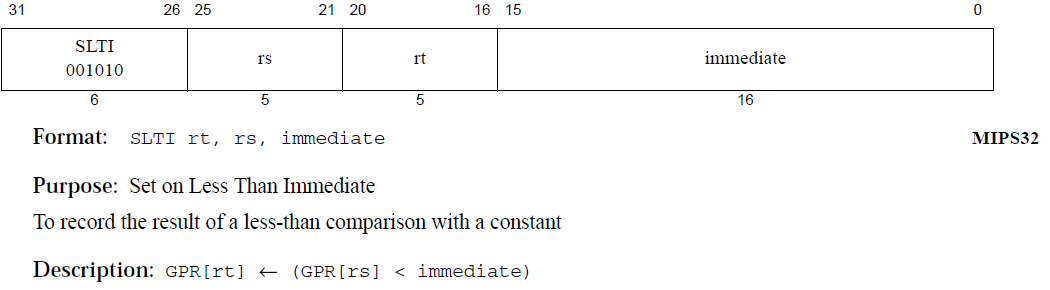 31 26 25 21 20 16 15 0
SLTI
001010
rs
rt
immediate
6 5 5 16
Format: SLTI rt, rs, immediate MIPS32
Purpose: Set on Less Than Immediate
To record the result of a less-than comparison with a constant
Description: GPR[rt] ← (GPR[rs] < immediate)